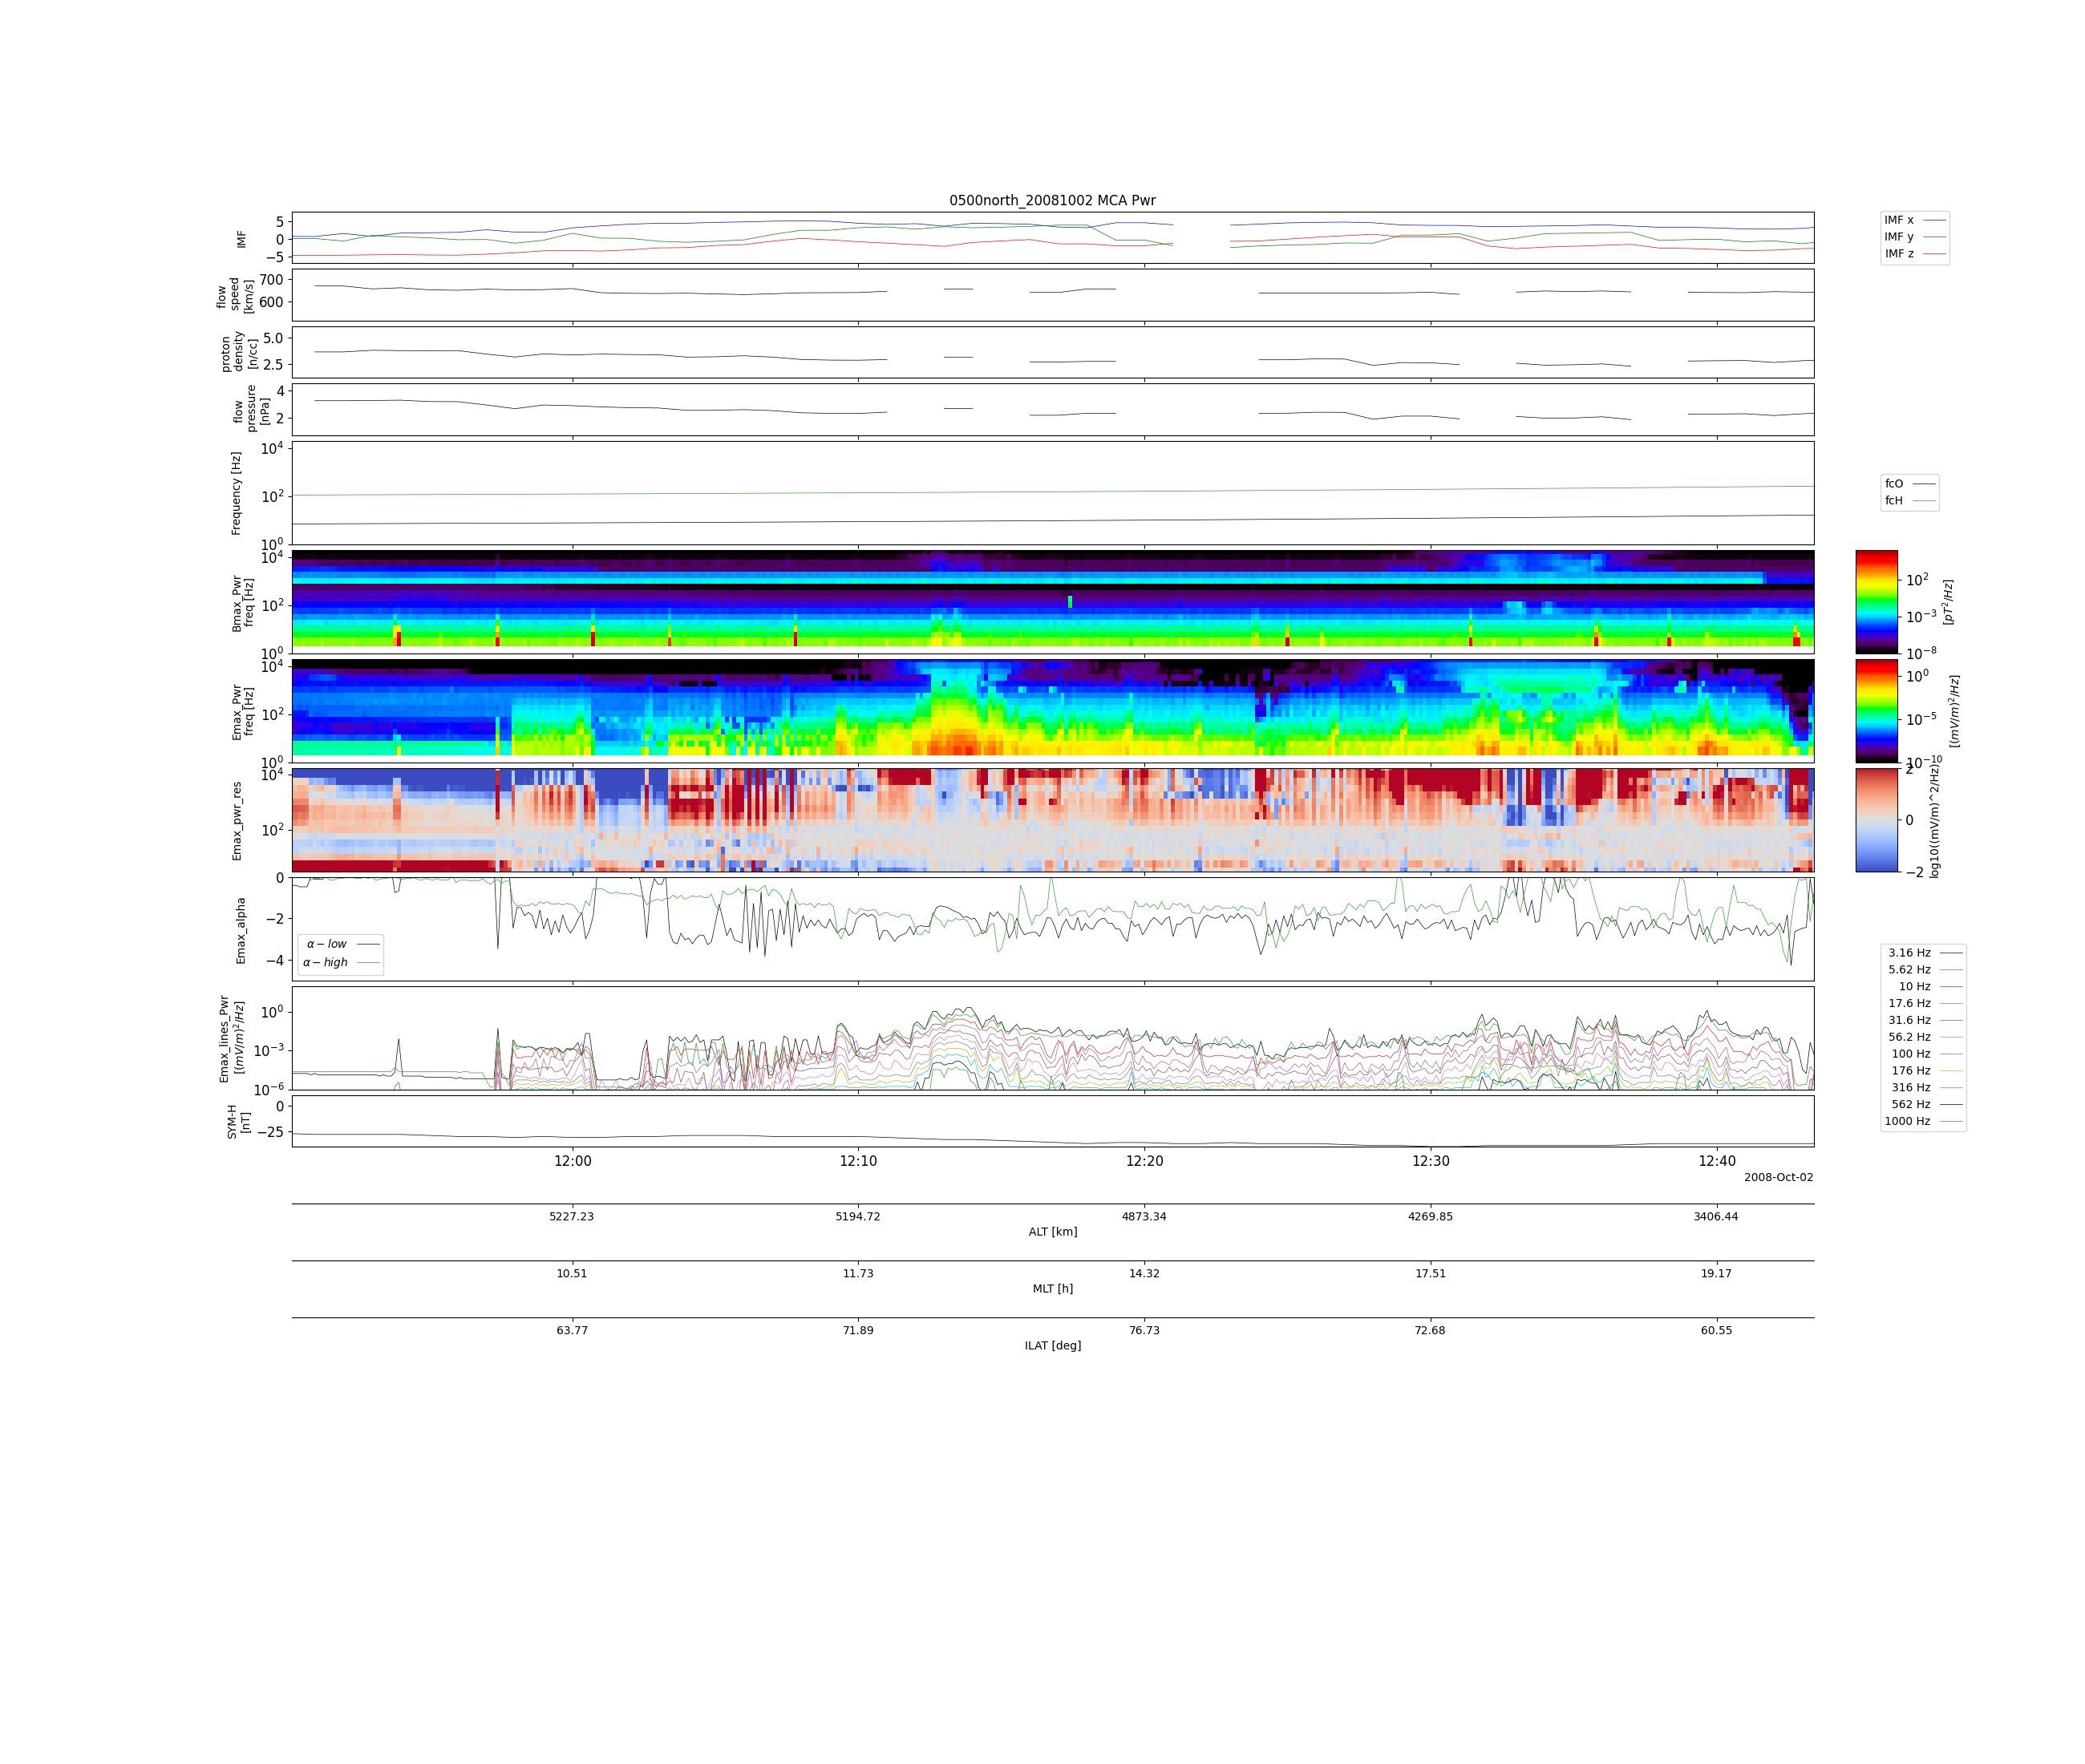 0500north_20081002 MCA Pwr
IMF
5
0
−5
IMF x
IMF y
IMF z
flow
speed
[km/s]
700
600
proton
density
[n/cc]
5.0
2.5
flow
pressure
[nPa]
4
2
Frequency [Hz]
10^4
10^2
10^0
fcO
fcH
Bmax_Pwr
freq [Hz]
10^4
10^2
10^0
10^2
10^−3
10^−8
[pT^2/Hz]
Emax_Pwr
freq [Hz]
10^4
10^2
10^0
10^0
10^−5
10^−10
[(mV/m)^2/Hz]
Emax_pwr_res
10^4
10^2
2
0
−2
log10((mV/m)^2/Hz)
Emax_alpha
0
−2
−4
α − low
α − high
Emax_lines_Pwr
[(mV/m)^2/Hz]
10^0
10^−3
10^−6
3.16 Hz
5.62 Hz
10 Hz
17.6 Hz
31.6 Hz
56.2 Hz
100 Hz
176 Hz
316 Hz
562 Hz
1000 Hz
SYM-H
[nT]
0
−25
12:00 12:10 12:20 12:30 12:40
2008-Oct-02
5227.23 5194.72 4873.34 4269.85 3406.44
ALT [km]
10.51 11.73 14.32 17.51 19.17
MLT [h]
63.77 71.89 76.73 72.68 60.55
ILAT [deg]